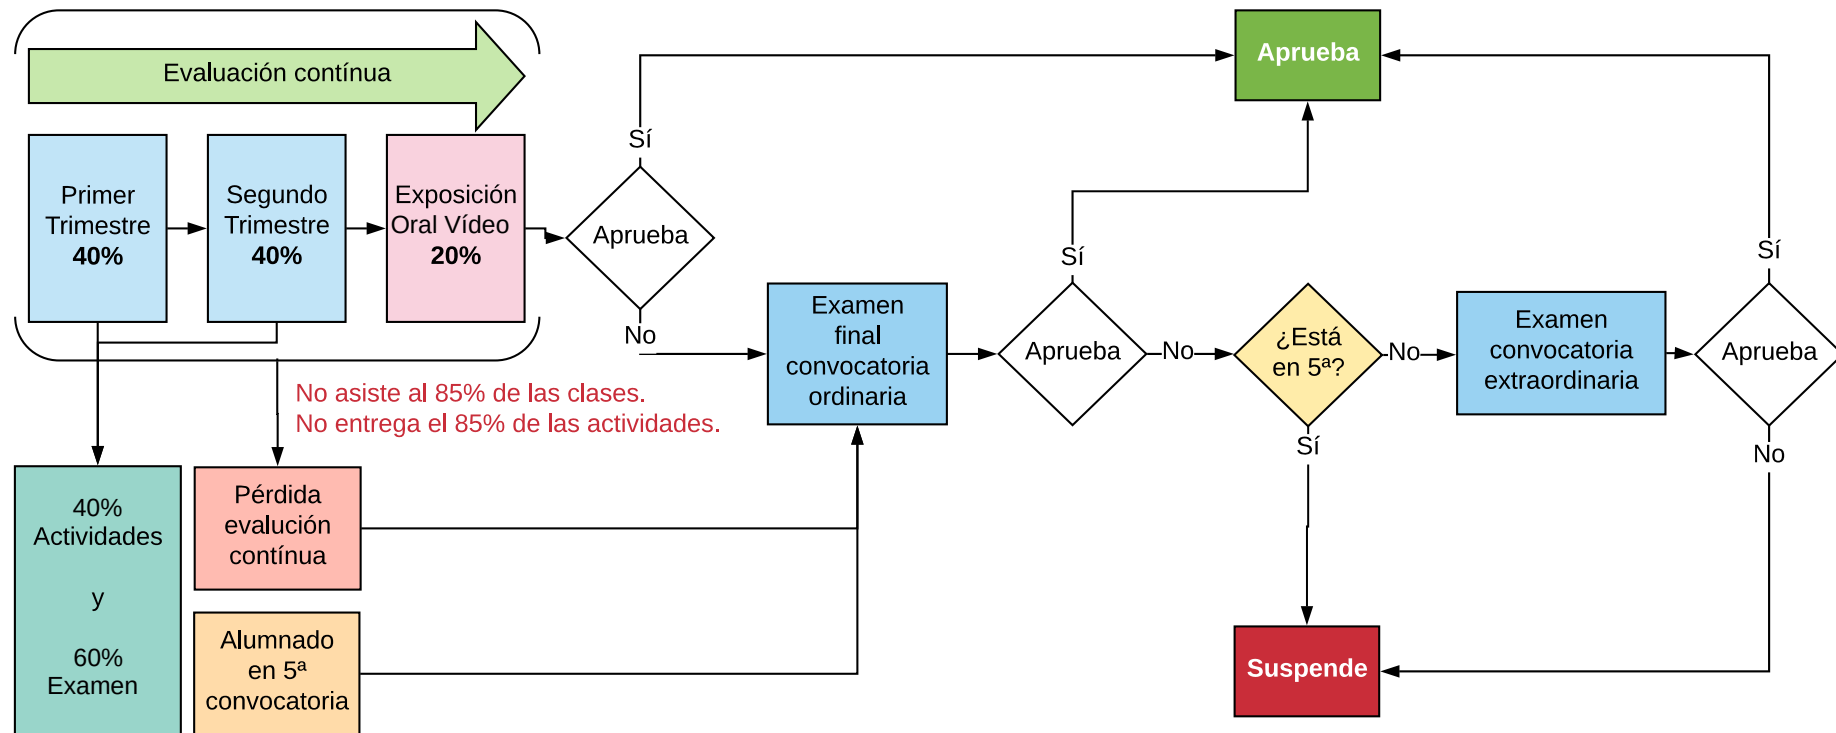 Evaluación contínua
Primer
Trimestre
40%
Segundo
Trimestre
40%
Exposición
Oral Vídeo
20%
Aprueba
Sí
No
Aprueba
Examen
final
convocatoria
ordinaria
Aprueba
Sí
No
¿Está
en 5ª?
No
Sí
Examen
convocatoria
extraordinaria
Aprueba
Sí
No
No asiste al 85% de las clases.
No entrega el 85% de las actividades.
40%
Actividades
y
60%
Examen
Pérdida
evalución
contínua
Alumnado
en 5ª
convocatoria
Suspende